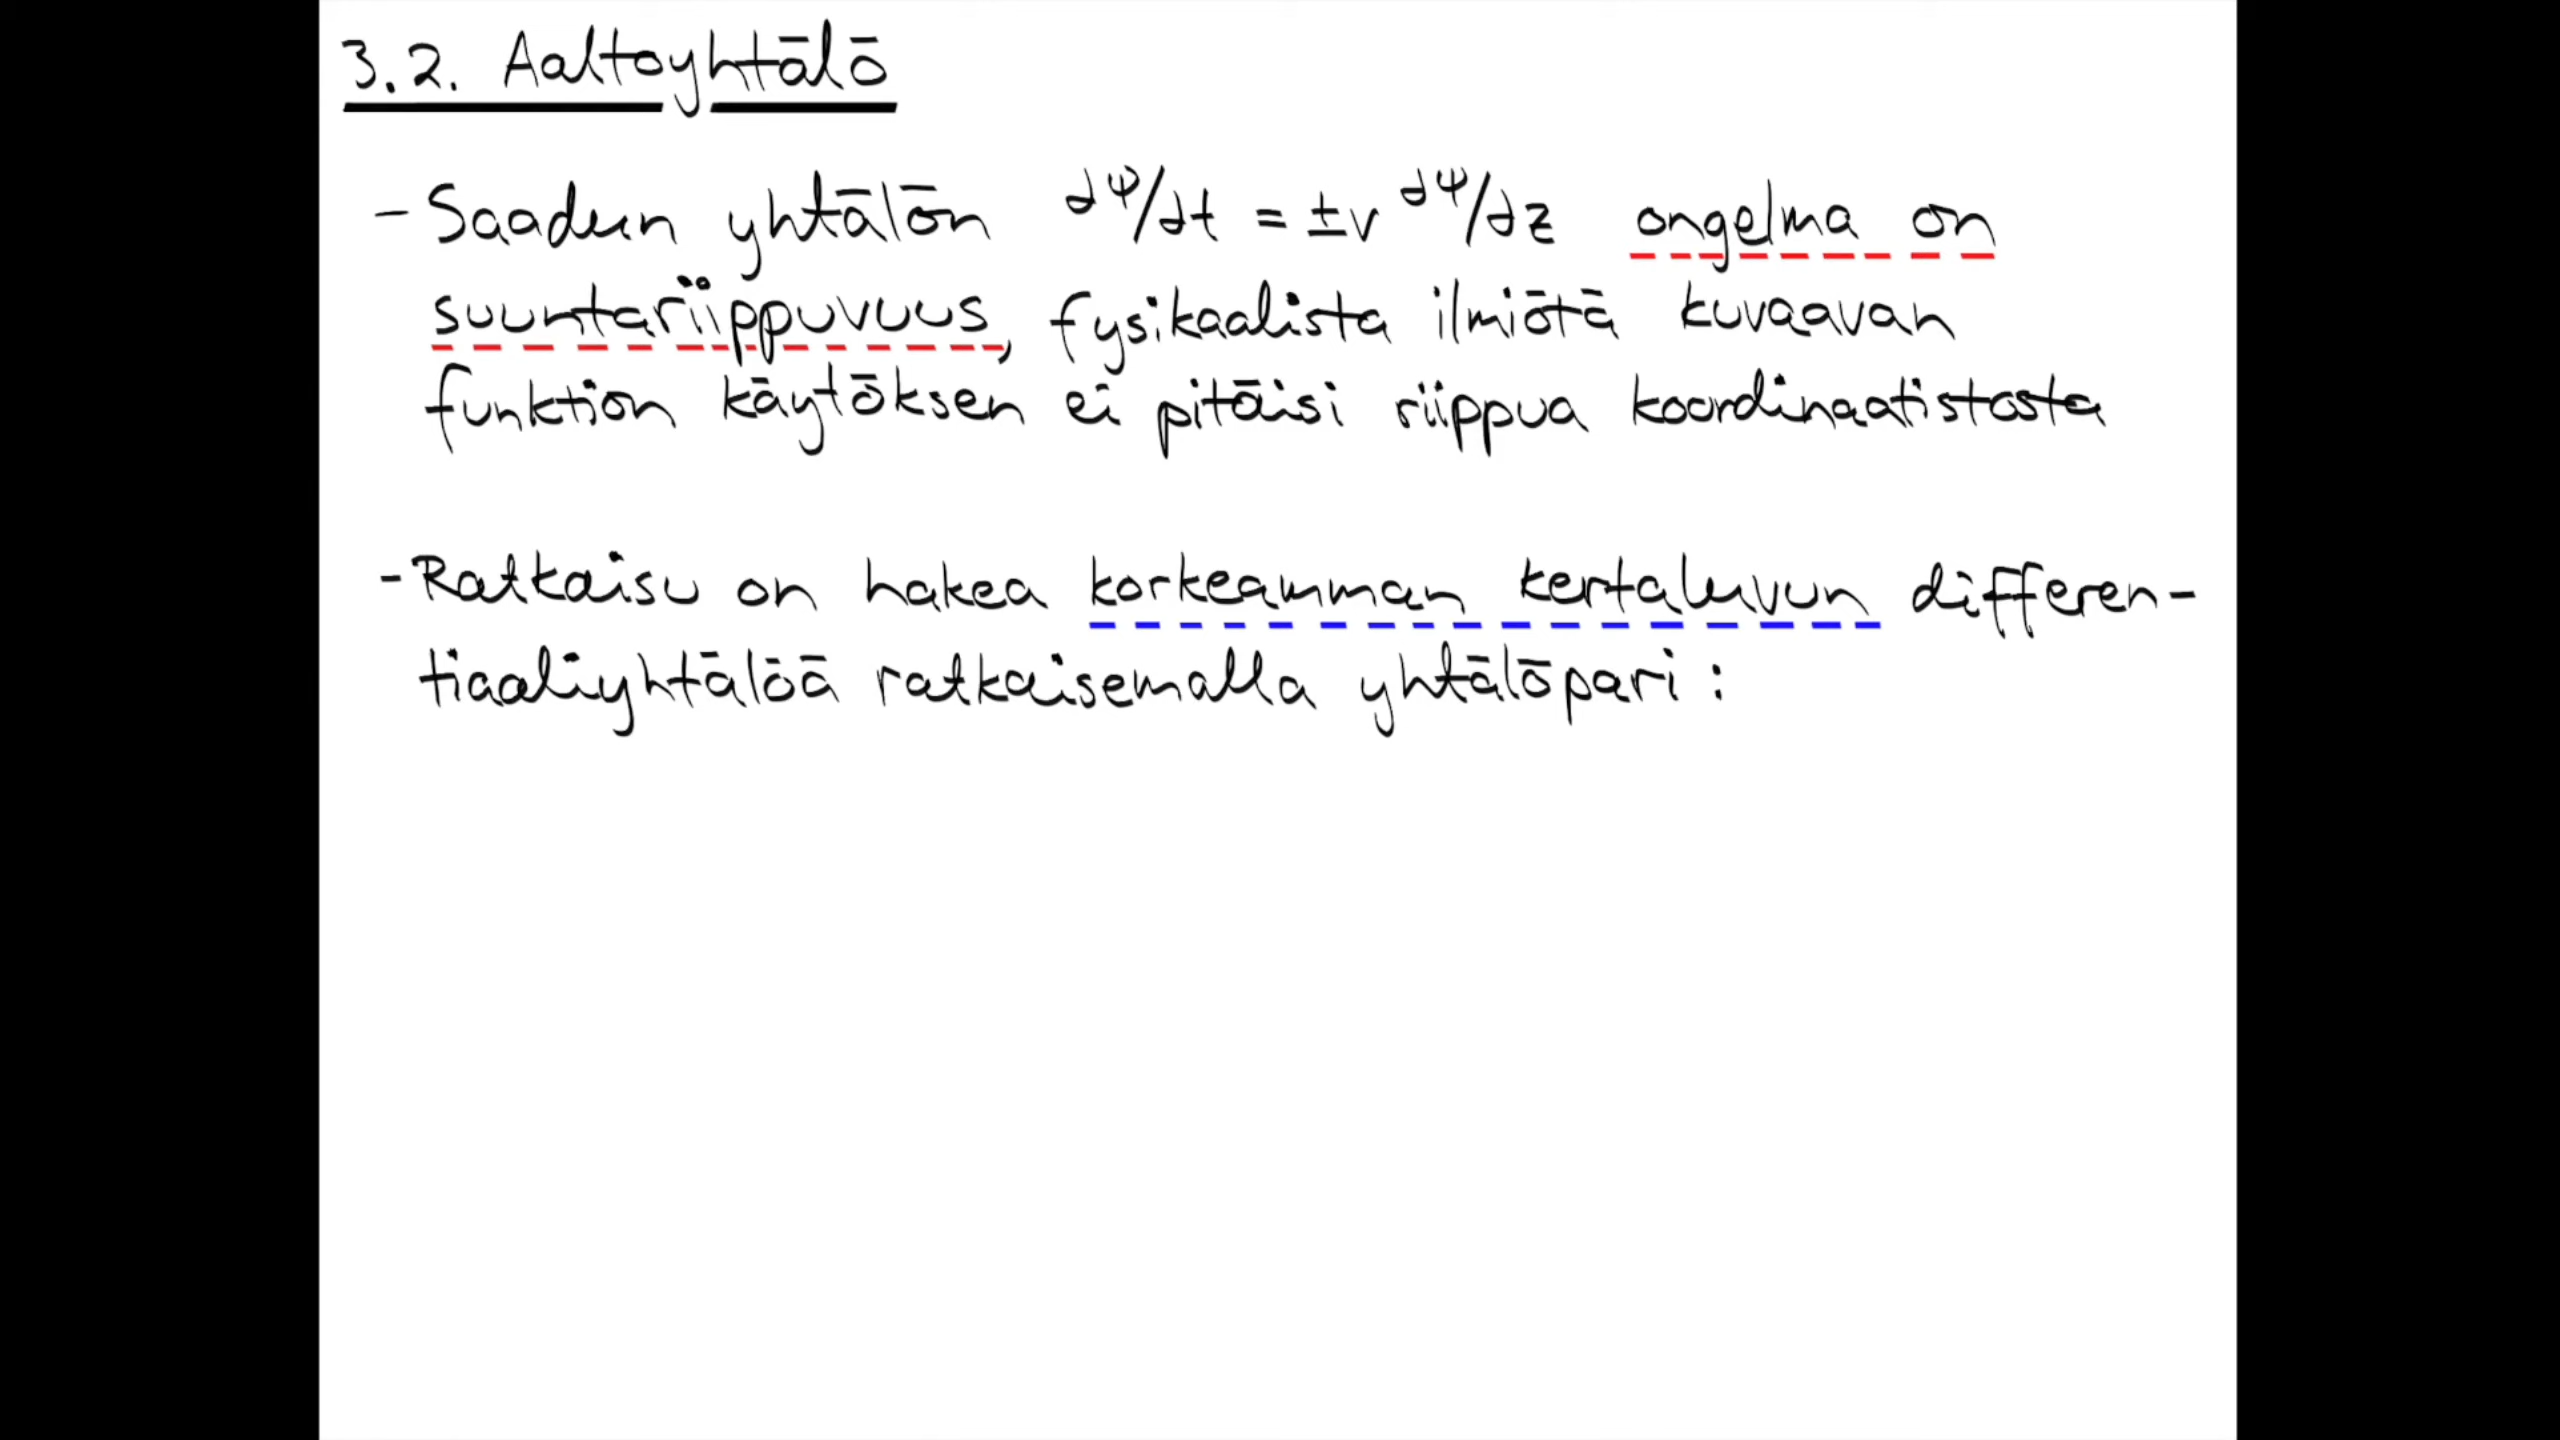 3.2. Aaltoyhtälö
- Saadun yhtälön ∂ψ/∂t = ±v ∂ψ/∂z ongelma on
suuntariippuvuus, fysikaalista ilmiötä kuvaavan
funktion käytöksen ei pitäisi riippua koordinaatistosta
- Ratkaisu on hakea korkeamman kertaluvun differen-
tiaaliyhtälöä ratkaisemalla yhtälöpari: